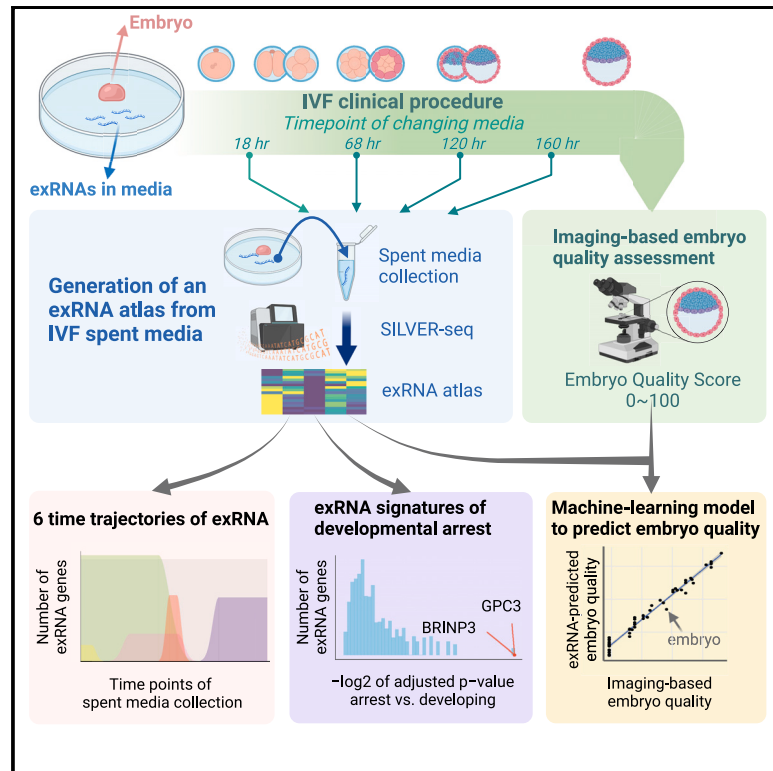 Embryo
exRNAs in media
IVF clinical procedure
Timepoint of changing media
18 hr
68 hr
120 hr
160 hr
Generation of an
exRNA atlas from
IVF spent media
Spent media
collection
SILVER-seq
exRNA atlas
Imaging-based embryo
quality assessment
Embryo Quality Score
0~100
6 time trajectories of exRNA
Number of
exRNA genes
Time points of
spent media collection
exRNA signatures of
developmental arrest
Number of
exRNA genes
GPC3
BRINP3
−log2 of adjusted p-value
arrest vs. developing
Machine-learning model
to predict embryo quality
exRNA-predicted
embryo quality
embryo
Imaging-based
embryo quality